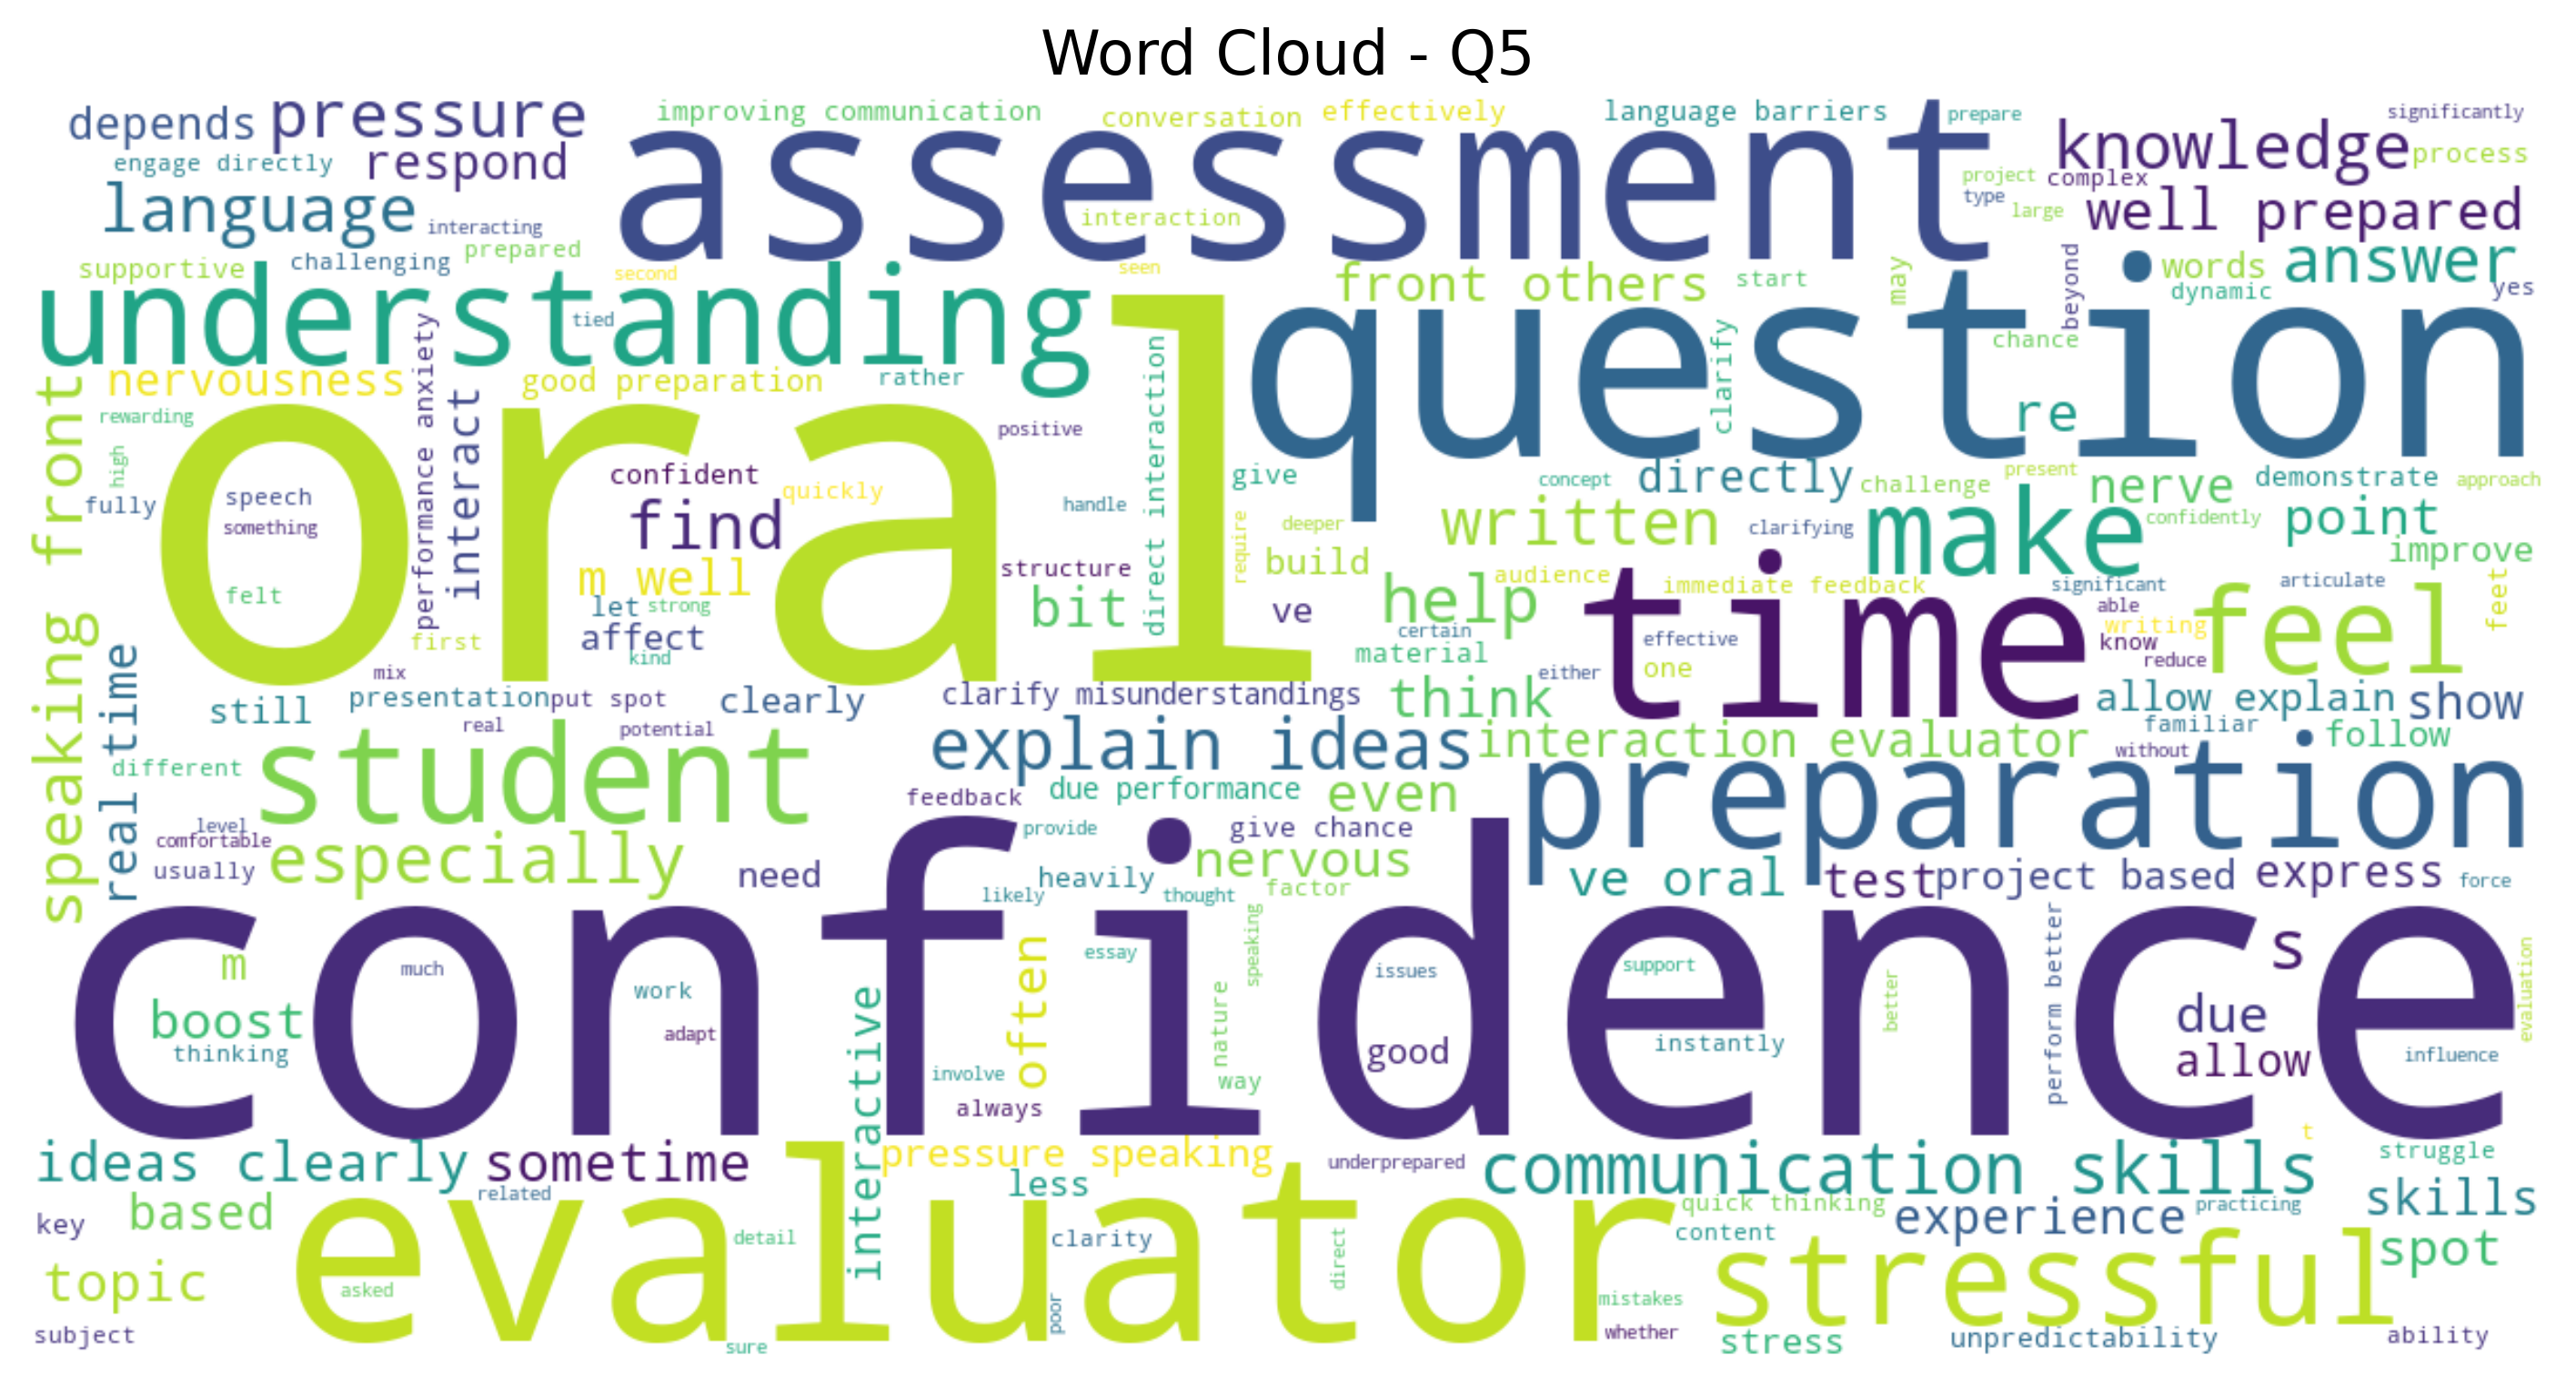 Word Cloud - Q5
depends pressure improving communication conversation effectively language barriers prepare significantly
engage directly respond assessment knowledge process
project complex
language interacting interaction type large well prepared
supportive challenging prepared second seen front others start may beyond words answer
dynamic yes
understanding tied question chance
nervousness performance anxiety good preparation rather direct interaction clarify
rewarding interact positive re
speaking front high oral confident give concept directly challenge present nerve demonstrate approach
fully speech find quickly handle require deeper written clarifying make confidently point
something structure build audience immediate feedback significant articulate improve
felt m well let strong bit ve help time able feel feet
first affect kind certain effective writing
mix material either one know reduce
real time still presentation put spot clearly clarify misunderstandings think allow explain show
real potential familiar
different student explain ideas interaction evaluator without follow
feedback due performance even preparation
level provide give chance
comfortable
usually especially need heavily nervous ve oral test project based express force
likely thought factor
confidence
m much often essay speaking issues support better perform better s evaluation
boost work nature due
thinking adapt interactive good instantly allow influence
involve way
always
ideas clearly sometime pressure speaking underprepared communication skills t struggle
related less quick thinking practicing skills
key based evaluator clarity content experience
detail direct spot
topic asked stressful
poor mistakes
subject sure whether stress unpredictability ability